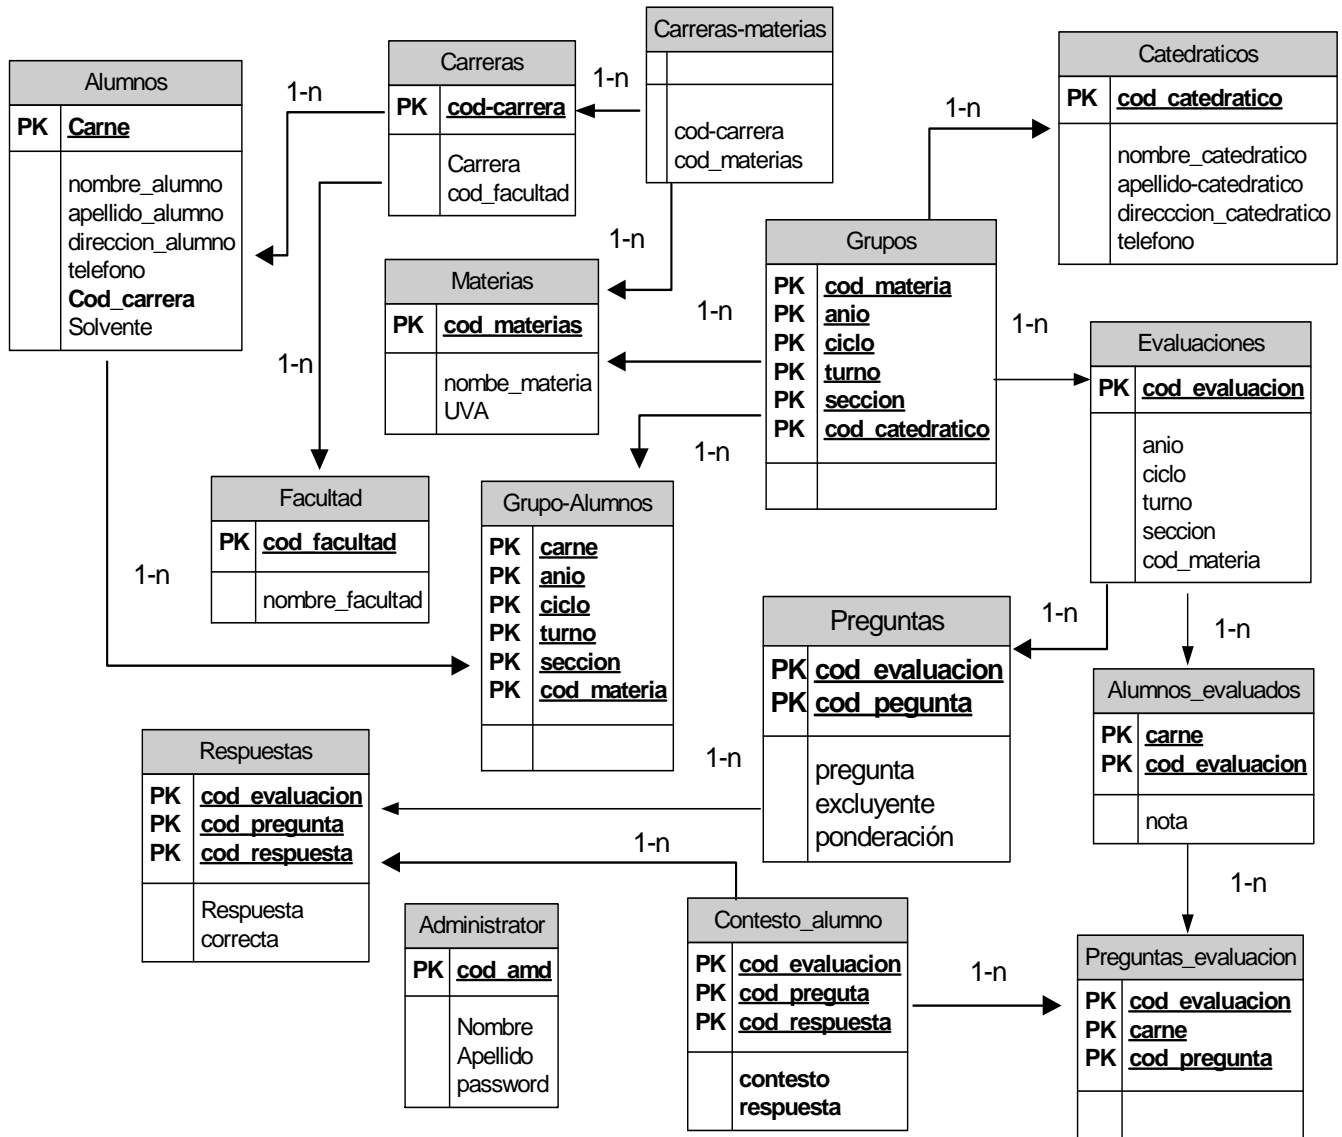 Carreras-materias
cod-carrera
cod_materias
Carreras
PK cod-carrera
Carrera
cod_facultad
Catedraticos
PK cod_catedratico
nombre_catedratico
apellido-catedratico
direcccion_catedratico
telefono
Alumnos
PK Carne
nombre_alumno
apellido_alumno
direccion_alumno
telefono
Cod_carrera
Solvente
1-n
1-n
1-n
1-n
Grupos
PK cod_materia
PK anio
PK ciclo
PK turno
PK seccion
PK cod_catedratico
Materias
PK cod_materias
nombe_materia
UVA
1-n
1-n
1-n
1-n
Evaluaciones
PK cod_evaluacion
anio
ciclo
turno
seccion
cod_materia
Facultad
PK cod_facultad
nombre_facultad
Grupo-Alumnos
PK carne
PK anio
PK ciclo
PK turno
PK seccion
PK cod_materia
1-n
1-n
1-n
Preguntas
PK cod_evaluacion
PK cod_pegunta
pregunta
excluyente
ponderación
Alumnos_evaluados
PK carne
PK cod_evaluacion
nota
Respuestas
PK cod_evaluacion
PK cod_pregunta
PK cod_respuesta
Respuesta
correcta
1-n
1-n
1-n
Administrator
PK cod_amd
Nombre
Apellido
password
Contesto_alumno
PK cod_evaluacion
PK cod_preguta
PK cod_respuesta
contesto
respuesta
1-n
Preguntas_evaluacion
PK cod_evaluacion
PK carne
PK cod_pregunta